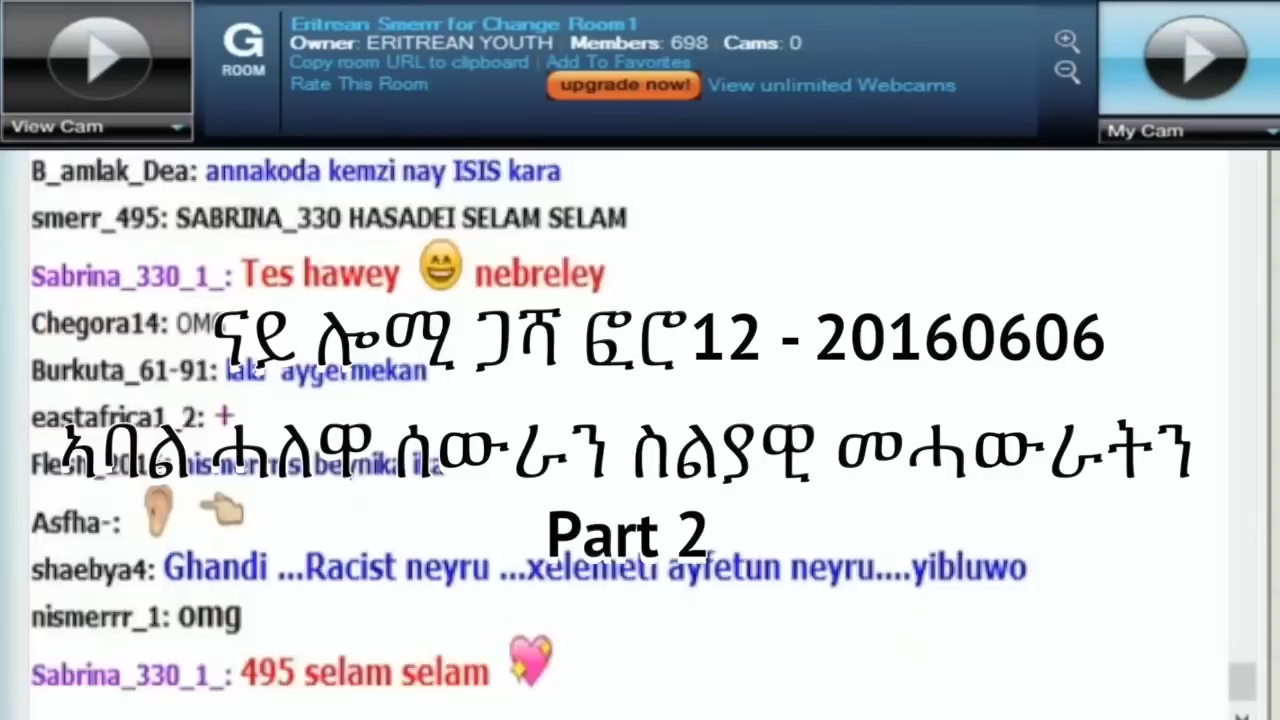 Eritrean Smerr for Change Room1
G ROOM
Owner: ERITREAN YOUTH Members: 698 Cams: 0
Copy room URL to clipboard | Add To Favorites
Rate This Room upgrade now! View unlimited Webcams
View Cam
My Cam
B_amlak_Dea: annakoda kemzi nay ISIS kara
smerr_495: SABRINA_330 HASADEI SELAM SELAM
Sabrina_330_1_: Tes hawey 😄 nebreley
Chegora14: OMG
ናይ ሎሚ ጋሻ ፎሮ12 - 20160606
Burkuta_61-91: aygermekan
eastafrica1_2: +
ኣባል ሓለዋ ሰውራን ስልያዊ መሓውራትን
Asfha-: 👂 👈
Part 2
shaebya4: Ghandi ...Racist neyru ...xelemeti ayfetun neyru....yibluwo
nismerrr_1: omg
Sabrina_330_1_: 495 selam selam 💖